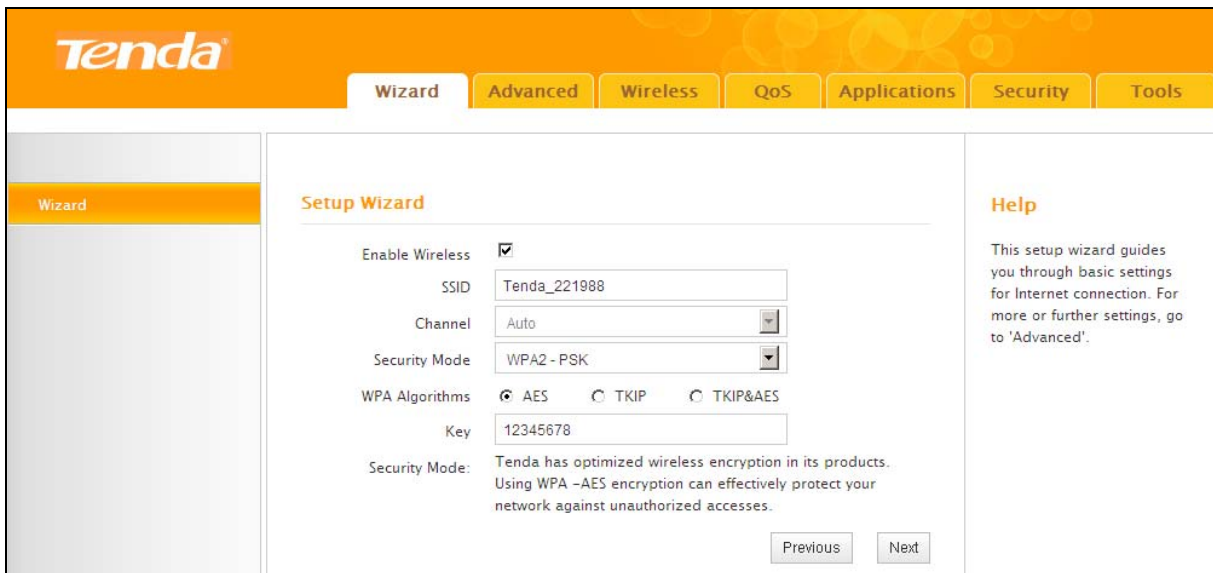 Tenda
Wizard Advanced Wireless QoS Applications Security Tools
Wizard
Setup Wizard
Enable Wireless
SSID Tenda_221988
Channel Auto
Security Mode WPA2 - PSK
WPA Algorithms AES TKIP TKIP&AES
Key 12345678
Security Mode: Tenda has optimized wireless encryption in its products.
Using WPA -AES encryption can effectively protect your
network against unauthorized accesses.
Previous Next
Help
This setup wizard guides
you through basic settings
for Internet connection. For
more or further settings, go
to 'Advanced'.